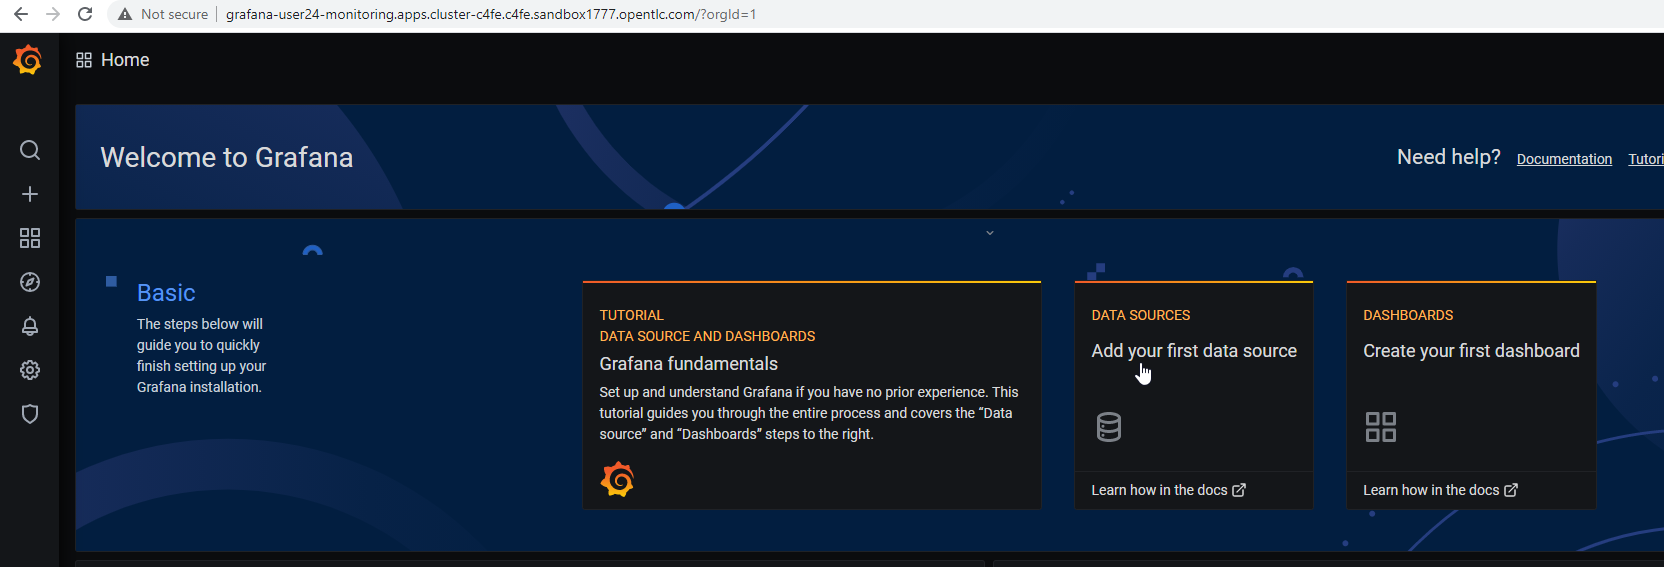 Not secure
grafana-user24-monitoring.apps.cluster-c4fe.c4fe.sandbox1777.opentlc.com/?orgId=1
Home
Welcome to Grafana
Need help?
Documentation
Basic
The steps below will
guide you to quickly
finish setting up your
Grafana installation.
TUTORIAL
DATA SOURCE AND DASHBOARDS
Grafana fundamentals
Set up and understand Grafana if you have no prior experience. This
tutorial guides you through the entire process and covers the “Data
source” and “Dashboards” steps to the right.
DATA SOURCES
Add your first data source
Learn how in the docs
DASHBOARDS
Create your first dashboard
Learn how in the docs